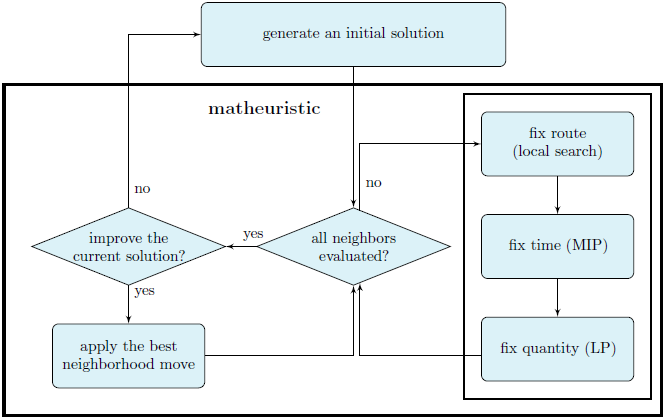 generate an initial solution
matheuristic
fix route
(local search)
no
no
yes
improve the
current solution?
all neighbors
evaluated?
fix time (MIP)
yes
apply the best
neighborhood move
fix quantity (LP)